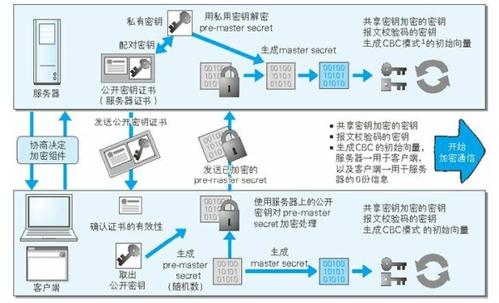 私有密钥
用私用密钥解密
pre-master secret
配对密钥
生成master secret
共享密钥加密的密钥
报文校验码的密钥
生成CBC模式¹的初始向量
00100
10101
01010
00100
10101
01010
服务器
公开密钥证书
(服务器证书)
发送公开密钥证书
协商决定
加密组件
发送已加密的
pre-master secret
● 共享密钥加密的密钥
● 报文校验码的密钥
● 生成CBC 的初始向量,
服务器→用于客户端,
以及客户端→用于服务
器的6份信息
开始
加密通信
确认证书的有效性
使用服务器上的公开
密钥对pre-master
secret加密处理
共享密钥加密的密钥
报文校验码的密钥
生成CBC模式 的初始向量
客户端
取出
公开密钥
生成
pre-master
secret
(随机数)
00100
10101
01010
生成
master secret
00100
10101
01010